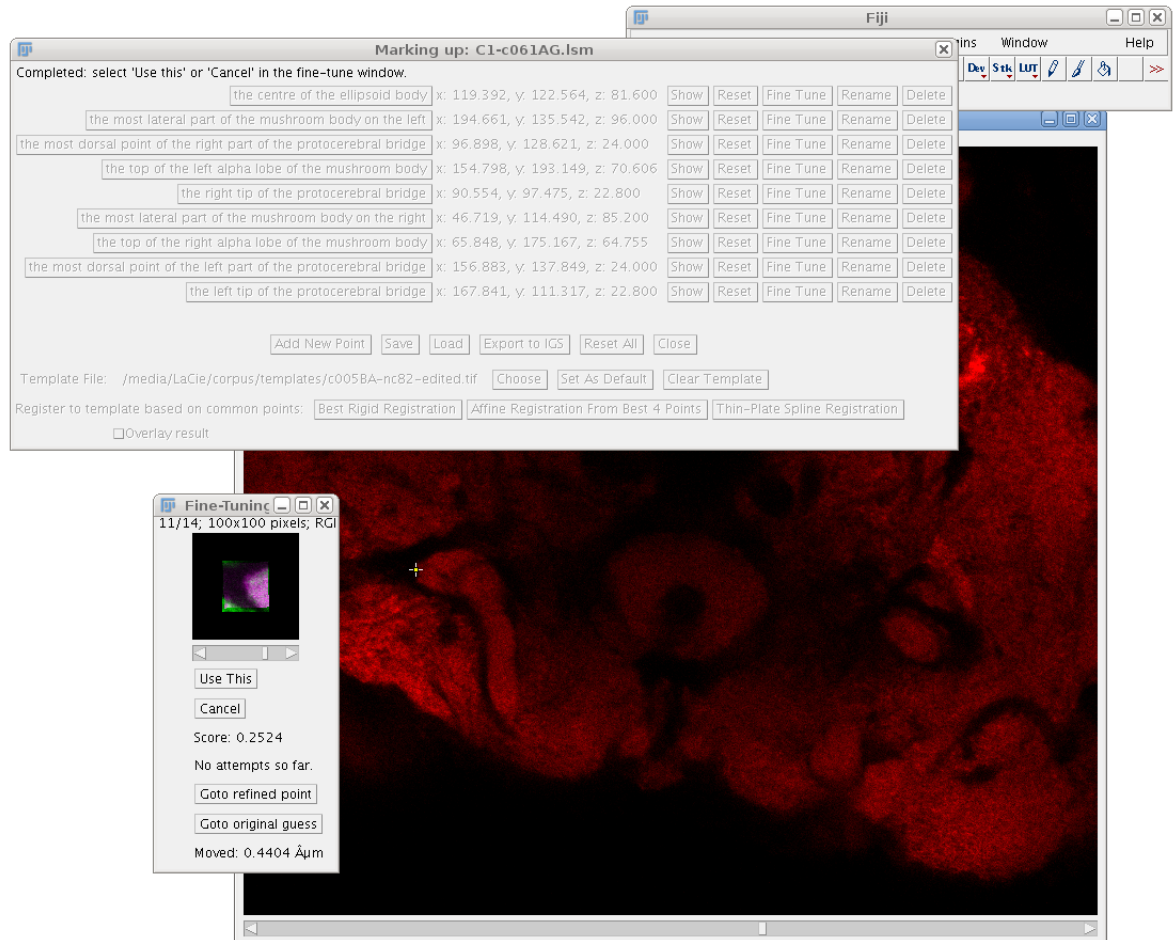 Fiji
Marking up: C1-c061AG.lsm
ins Window Help
Completed: select 'Use this' or 'Cancel' in the fine-tune window.
Dev Stk LUT >>
the centre of the ellipsoid body x: 119.392, y: 122.564, z: 81.600 Show Reset Fine Tune Rename Delete
the most lateral part of the mushroom body on the left x: 194.661, y: 135.542, z: 96.000 Show Reset Fine Tune Rename Delete
the most dorsal point of the right part of the protocerebral bridge x: 96.898, y: 128.621, z: 24.000 Show Reset Fine Tune Rename Delete
the top of the left alpha lobe of the mushroom body x: 154.798, y: 193.149, z: 70.606 Show Reset Fine Tune Rename Delete
the right tip of the protocerebral bridge x: 90.554, y: 97.475, z: 22.800 Show Reset Fine Tune Rename Delete
the most lateral part of the mushroom body on the right x: 46.719, y: 114.490, z: 85.200 Show Reset Fine Tune Rename Delete
the top of the right alpha lobe of the mushroom body x: 65.848, y: 175.167, z: 64.755 Show Reset Fine Tune Rename Delete
the most dorsal point of the left part of the protocerebral bridge x: 156.883, y: 137.849, z: 24.000 Show Reset Fine Tune Rename Delete
the left tip of the protocerebral bridge x: 167.841, y: 111.317, z: 22.800 Show Reset Fine Tune Rename Delete
Add New Point Save Load Export to IGS Reset All Close
Template File: /media/LaCie/corpus/templates/c005BA-nc82-edited.tif Choose Set As Default Clear Template
Register to template based on common points: Best Rigid Registration Affine Registration From Best 4 Points Thin-Plate Spline Registration
Overlay result
Fine-Tuning
11/14; 100x100 pixels; RGI
Use This
Cancel
Score: 0.2524
No attempts so far.
Goto refined point
Goto original guess
Moved: 0.4404 Âµm